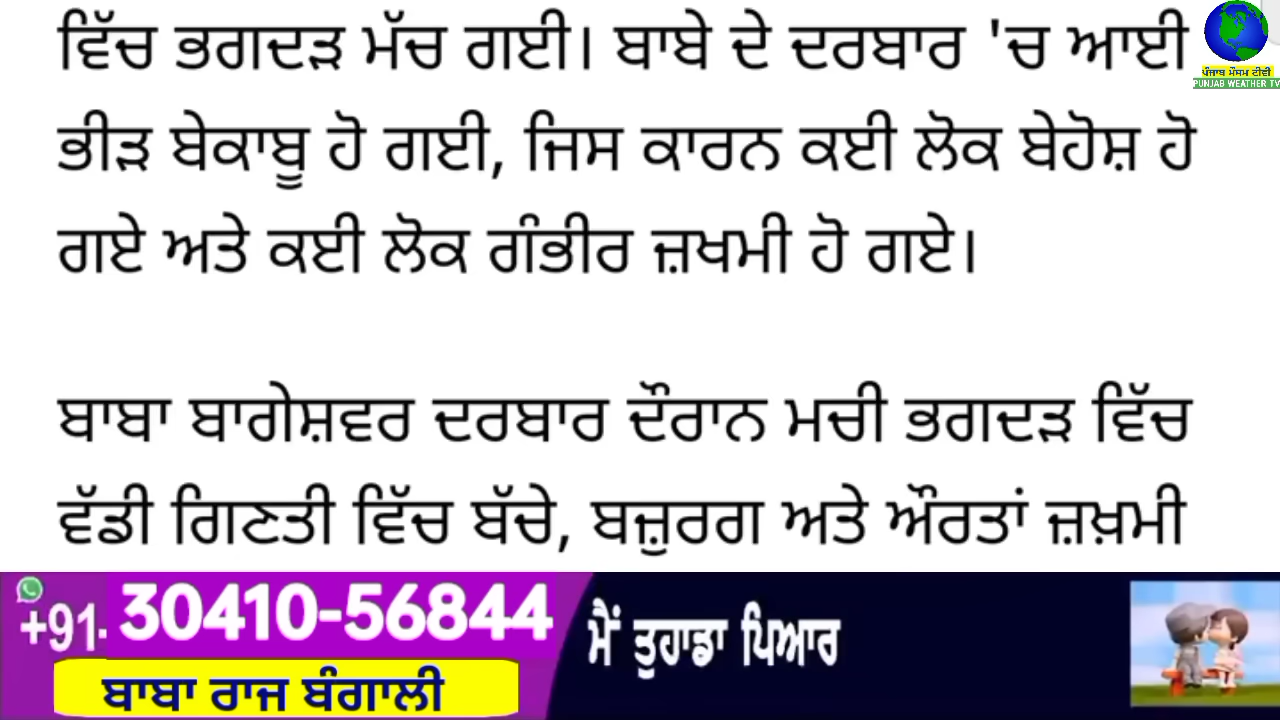 ਵਿੱਚ ਭਗਦੜ ਮੱਚ ਗਈ। ਬਾਬੇ ਦੇ ਦਰਬਾਰ 'ਚ ਆਈ
ਭੀੜ ਬੇਕਾਬੂ ਹੋ ਗਈ, ਜਿਸ ਕਾਰਨ ਕਈ ਲੋਕ ਬੇਹੋਸ਼ ਹੋ
ਗਏ ਅਤੇ ਕਈ ਲੋਕ ਗੰਭੀਰ ਜ਼ਖਮੀ ਹੋ ਗਏ।
ਬਾਬਾ ਬਾਗੇਸ਼ਵਰ ਦਰਬਾਰ ਦੌਰਾਨ ਮਚੀ ਭਗਦੜ ਵਿੱਚ
ਵੱਡੀ ਗਿਣਤੀ ਵਿੱਚ ਬੱਚੇ, ਬਜ਼ੁਰਗ ਅਤੇ ਔਰਤਾਂ ਜ਼ਖ਼ਮੀ
ਪੰਜਾਬ ਮੌਸਮ ਟੀਵੀ
PUNJAB WEATHER TV
+91-30410-56844
ਬਾਬਾ ਰਾਜ ਬੰਗਾਲੀ
ਮੈਂ ਤੁਹਾਡਾ ਪਿਆਰ